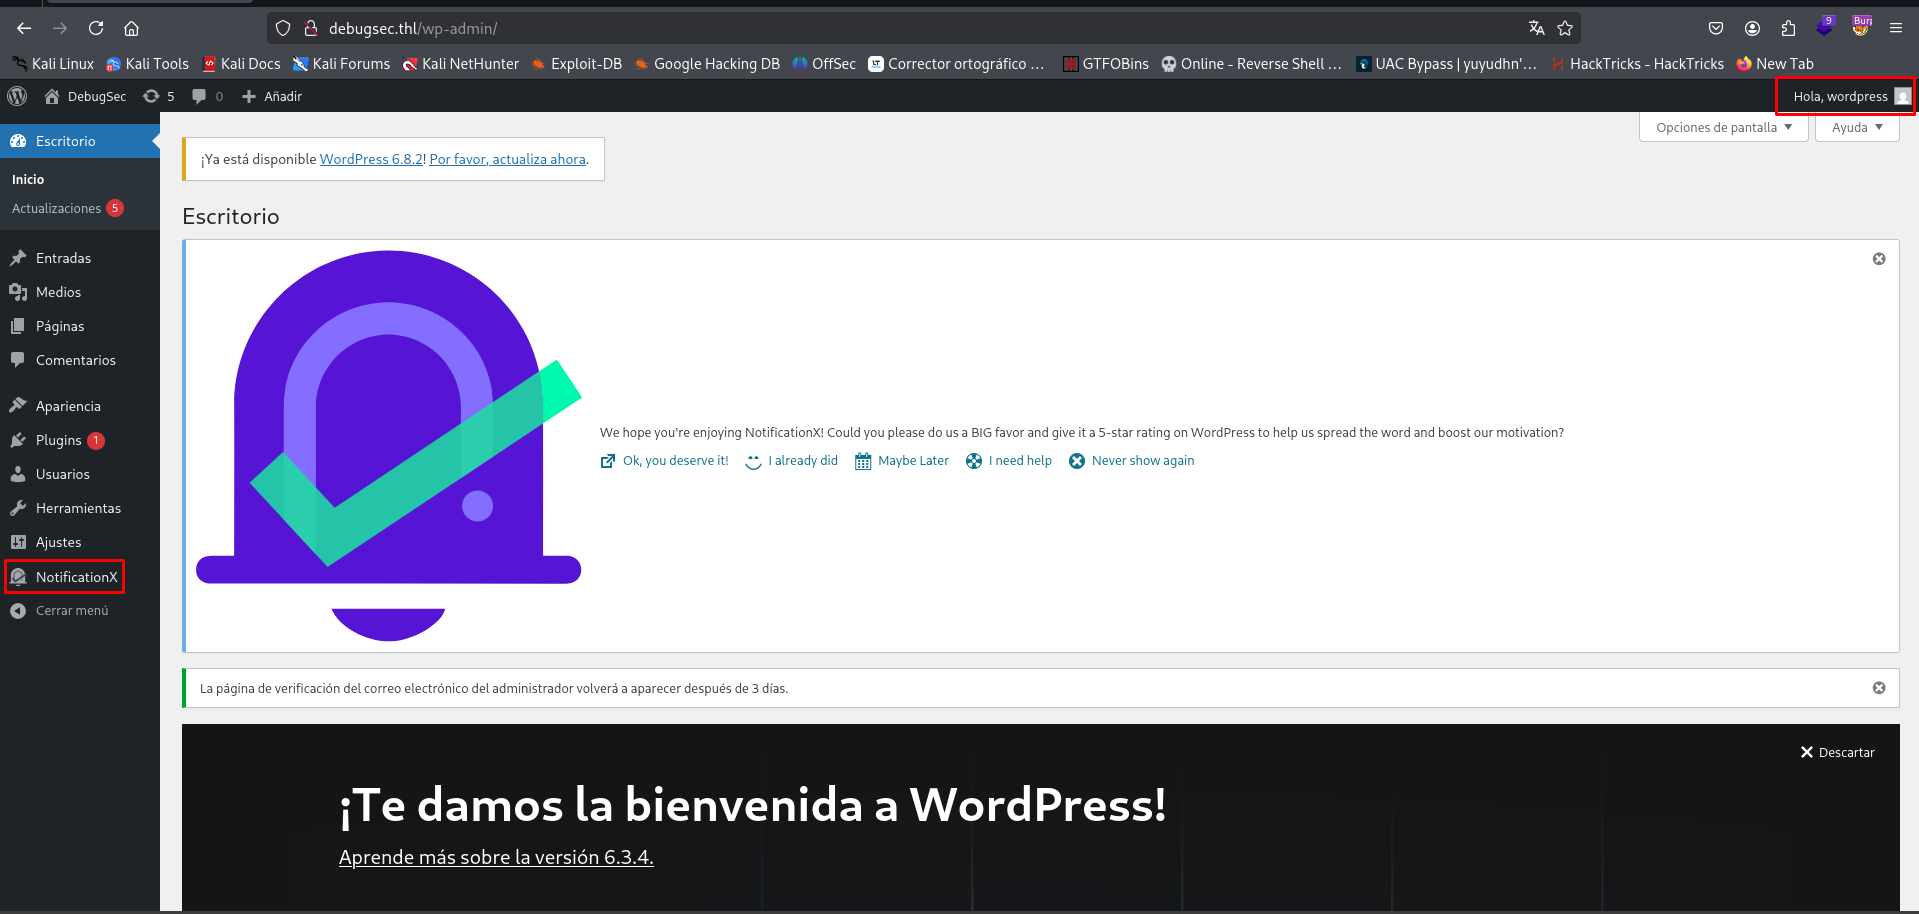 debugsec.thl/wp-admin/
9
Kali Linux Kali Tools Kali Docs Kali Forums Kali NetHunter Exploit-DB Google Hacking DB OffSec Corrector ortográfico … GTFOBins Online - Reverse Shell … UAC Bypass | yuyudhn'… HackTricks - HackTricks New Tab
DebugSec 5 0 Añadir Hola, wordpress
Opciones de pantalla Ayuda
Escritorio
Inicio
Actualizaciones 5
Entradas
Medios
Páginas
Comentarios
Apariencia
Plugins 1
Usuarios
Herramientas
Ajustes
NotificationX
Cerrar menú
¡Ya está disponible WordPress 6.8.2! Por favor, actualiza ahora.
Escritorio
We hope you're enjoying NotificationX! Could you please do us a BIG favor and give it a 5-star rating on WordPress to help us spread the word and boost our motivation?
Ok, you deserve it! I already did Maybe Later I need help Never show again
La página de verificación del correo electrónico del administrador volverá a aparecer después de 3 días.
Descartar
¡Te damos la bienvenida a WordPress!
Aprende más sobre la versión 6.3.4.